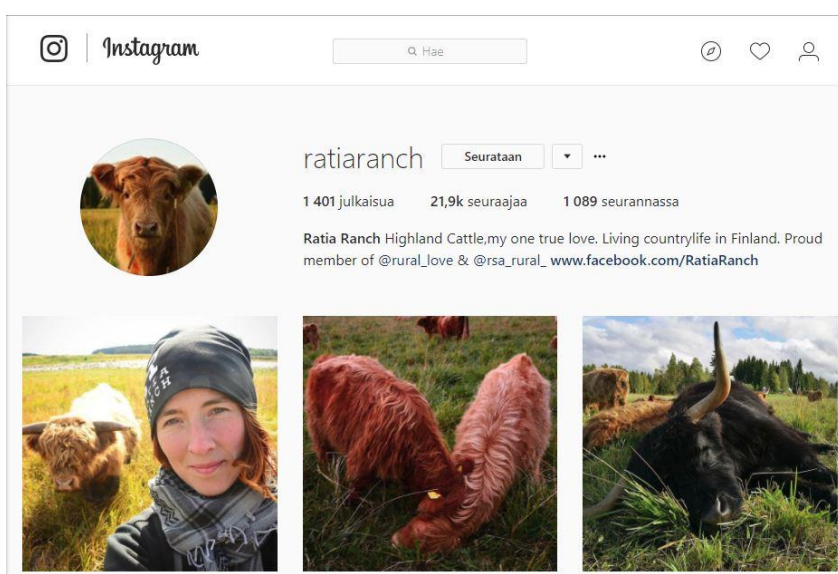 Instagram
Hae
ratiaranch Seurataan
1 401 julkaisua 21,9k seuraajaa 1 089 seurannassa
Ratia Ranch Highland Cattle,my one true love. Living countrylife in Finland. Proud
member of @rural_love & @rsa_rural_ www.facebook.com/RatiaRanch